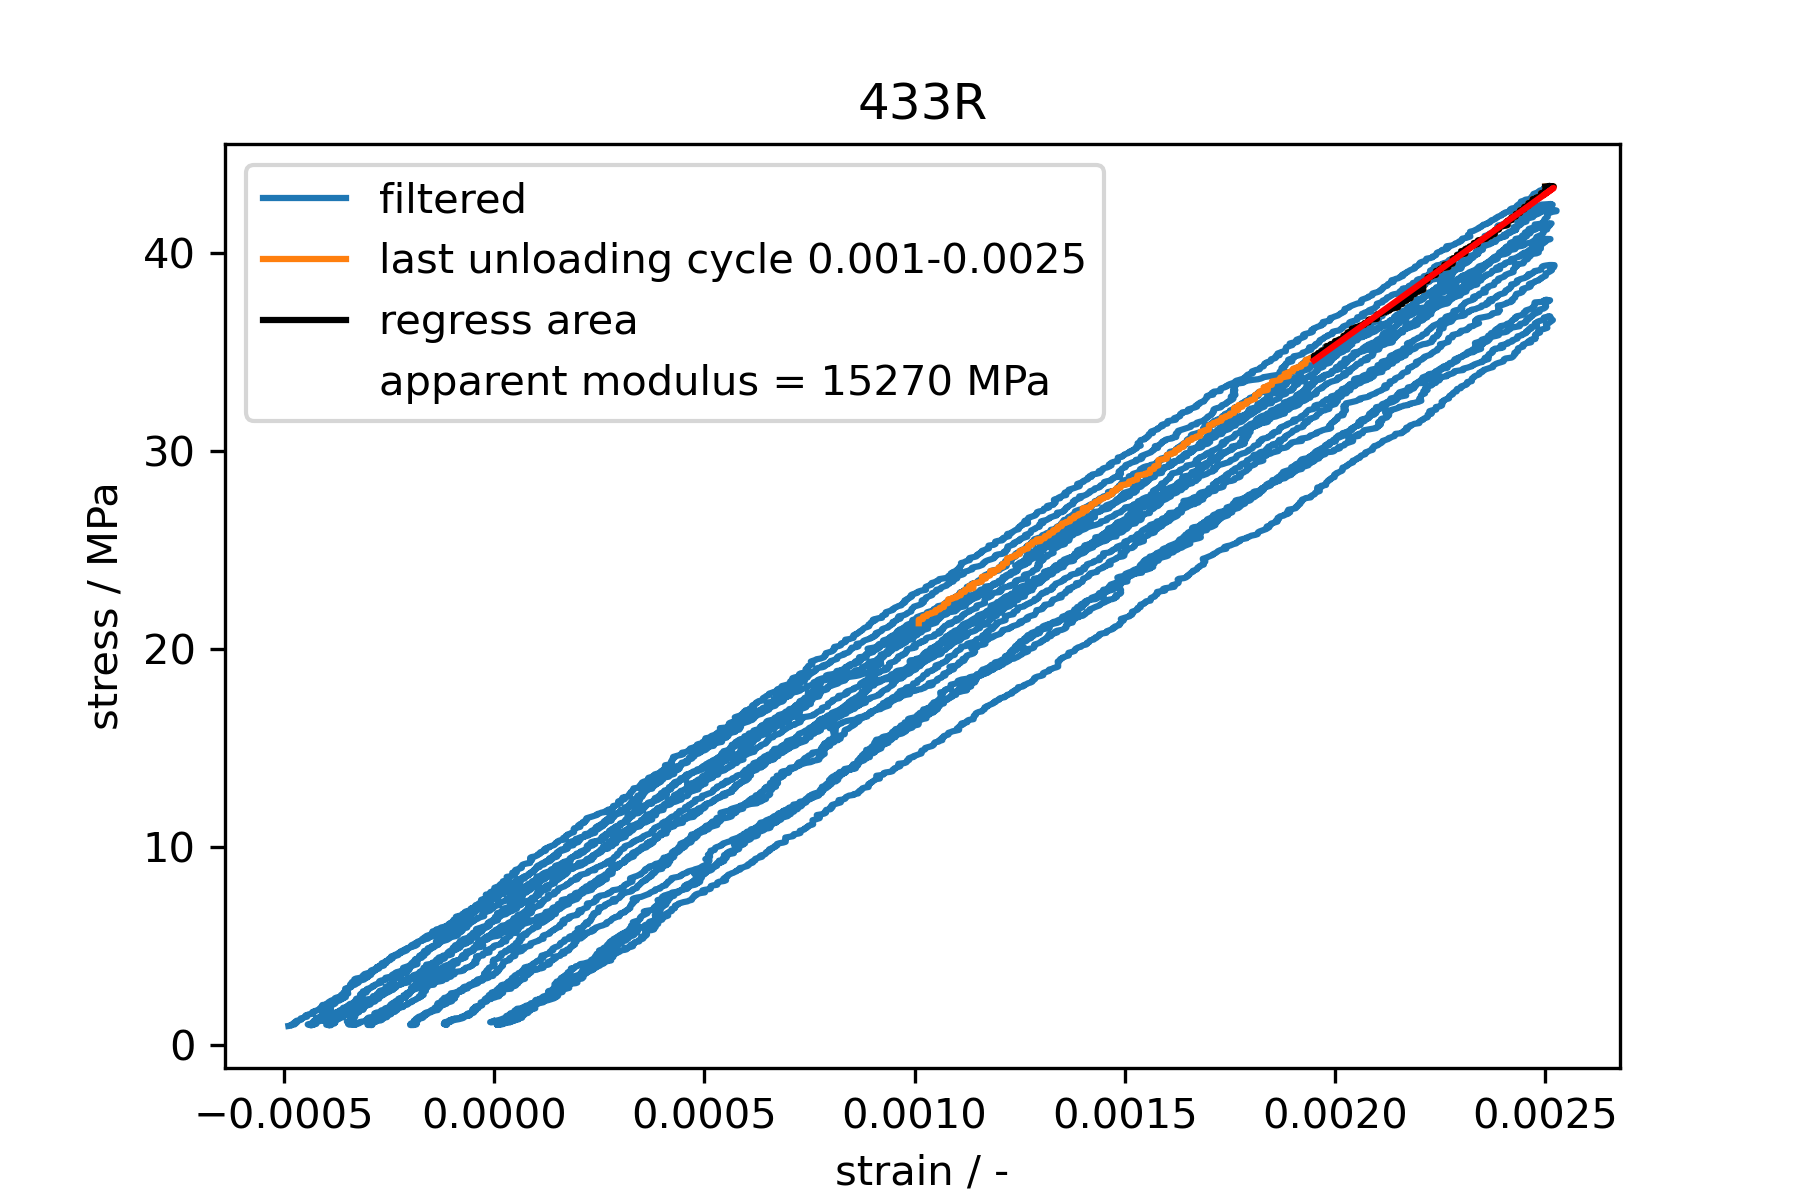 433R
filtered
last unloading cycle 0.001-0.0025
regress area
apparent modulus = 15270 MPa
stress / MPa
40
30
20
10
0
−0.0005 0.0000 0.0005 0.0010 0.0015 0.0020 0.0025
strain / -